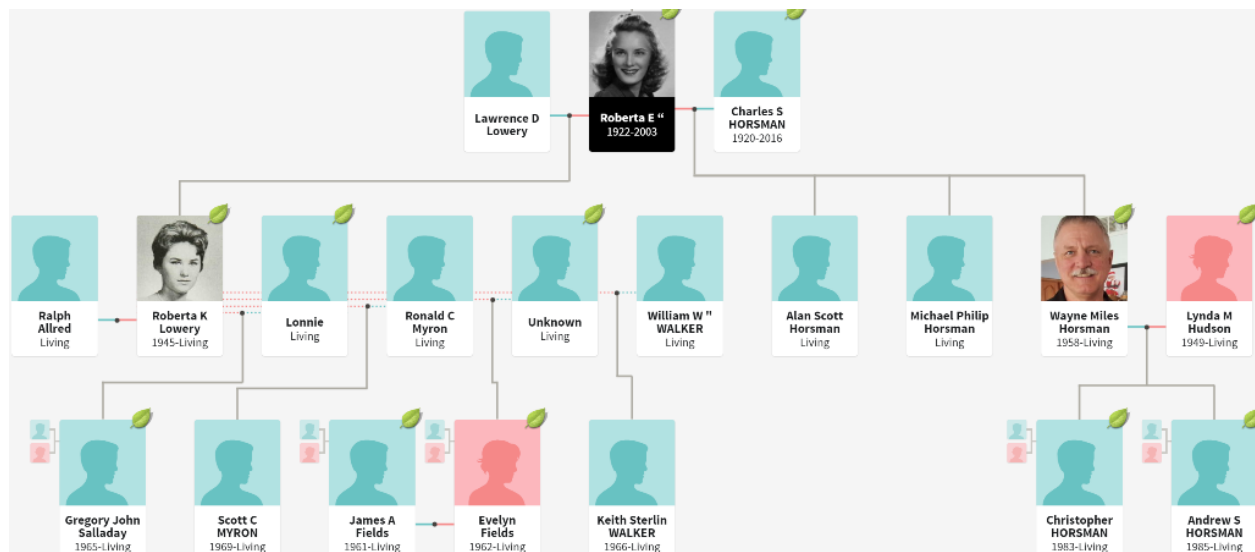 Lawrence D
Lowery
Roberta E “
1922-2003
Charles S
HORSMAN
1920-2016
Ralph
Allred
Living
Roberta K
Lowery
1945-Living
Lonnie
Living
Ronald C
Myron
Living
Unknown
Living
William W "
WALKER
Living
Alan Scott
Horsman
Living
Michael Philip
Horsman
Living
Wayne Miles
Horsman
1958-Living
Lynda M
Hudson
1949-Living
Gregory John
Salladay
1965-Living
Scott C
MYRON
1969-Living
James A
Fields
1961-Living
Evelyn
Fields
1962-Living
Keith Sterlin
WALKER
1966-Living
Christopher
HORSMAN
1983-Living
Andrew S
HORSMAN
1985-Living